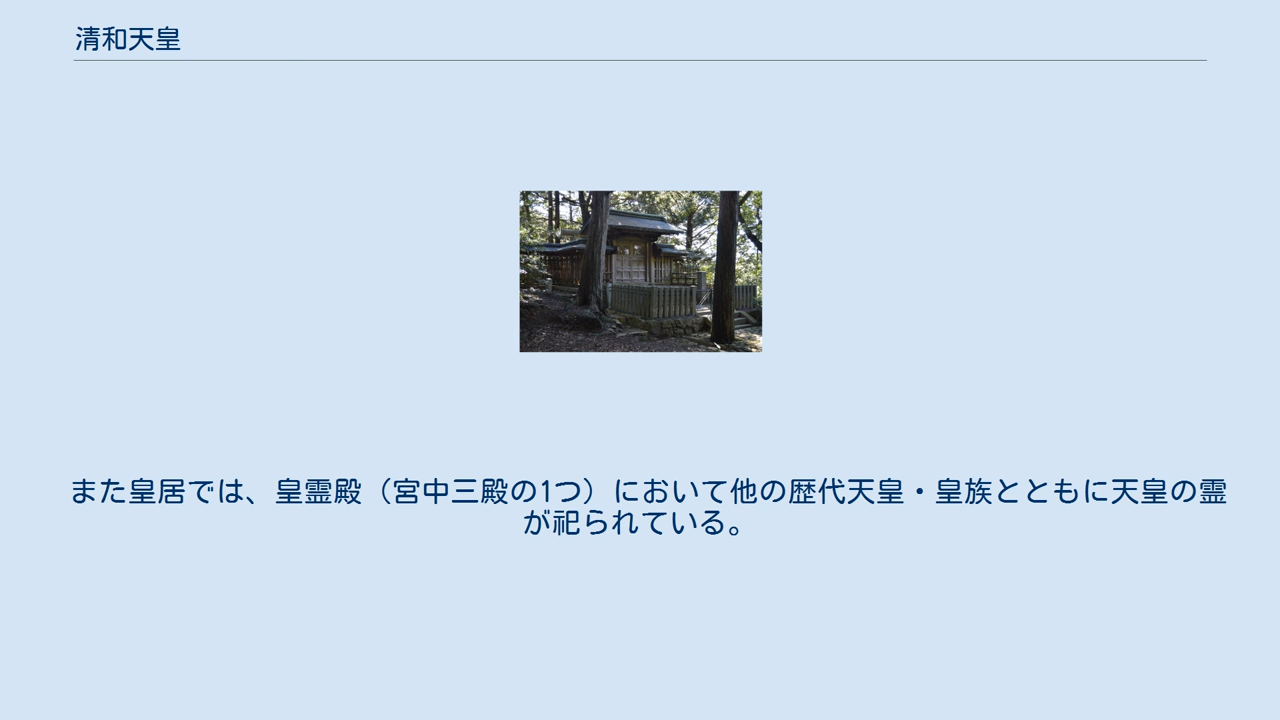 清和天皇
また皇居では、皇霊殿（宮中三殿の1つ）において他の歴代天皇・皇族とともに天皇の霊
が祀られている。